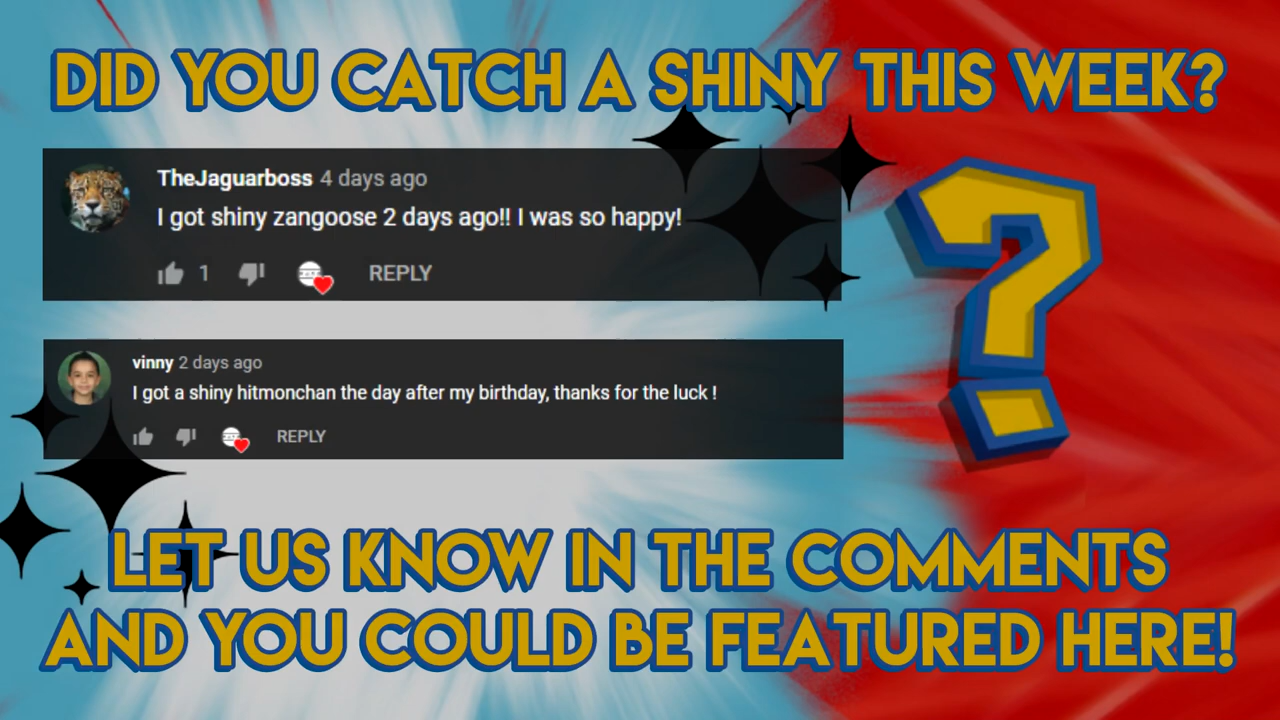 DID YOU CATCH A SHINY THIS WEEK?
TheJaguarboss 4 days ago
I got shiny zangoose 2 days ago!! I was so happy!
1 REPLY
vinny 2 days ago
I got a shiny hitmonchan the day after my birthday, thanks for the luck !
REPLY
?
LET US KNOW IN THE COMMENTS
AND YOU COULD BE FEATURED HERE!